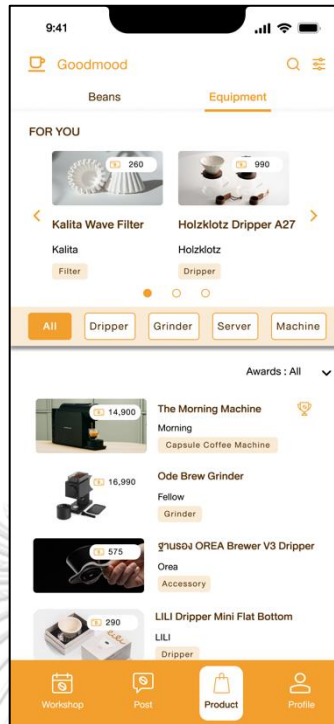 9:41
Goodmood
Beans
Equipment
FOR YOU
260
990
Kalita Wave Filter
Holzklotz Dripper A27
Kalita
Holzklotz
Filter
Dripper
All
Dripper
Grinder
Server
Machine
Awards : All
14,900
The Morning Machine
Morning
Capsule Coffee Machine
16,990
Ode Brew Grinder
Fellow
Grinder
575
ฐานรอง OREA Brewer V3 Dripper
Orea
Accessory
290
LILI Dripper Mini Flat Bottom
LILI
Dripper
Workshop
Post
Product
Profile